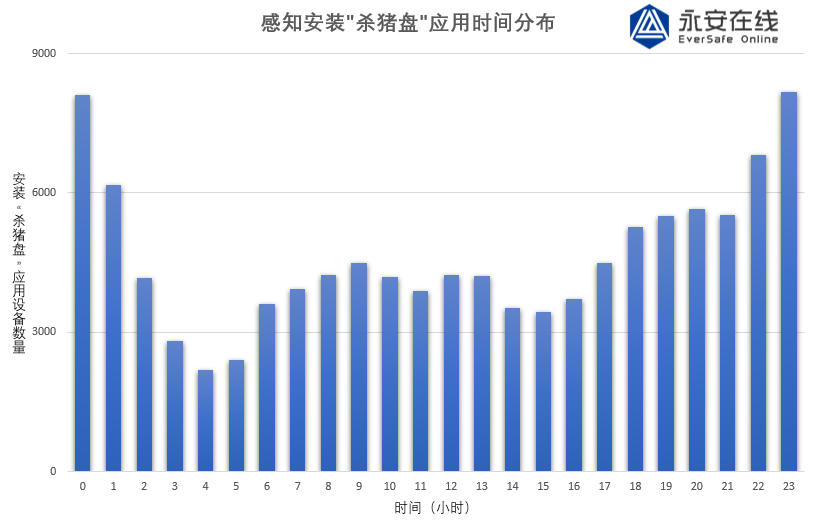 感知安装"杀猪盘"应用时间分布
永安在线
EverSafe Online
9000
6000
3000
0
安装“杀猪盘”应用设备数量
0 1 2 3 4 5 6 7 8 9 10 11 12 13 14 15 16 17 18 19 20 21 22 23
时间（小时）